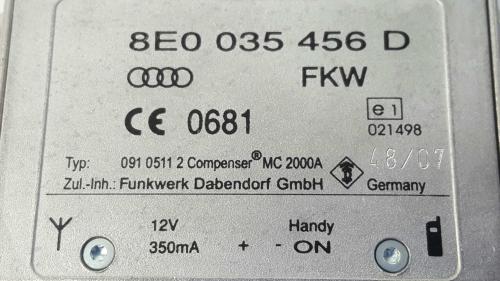 8E0 035 456 D
FKW
CE 0681
e1
021498
48/07
Typ: 091 0511 2 Compenser® MC 2000A
Zul.-Inh.: Funkwerk Dabendorf GmbH Germany
12V Handy
350mA + - ON